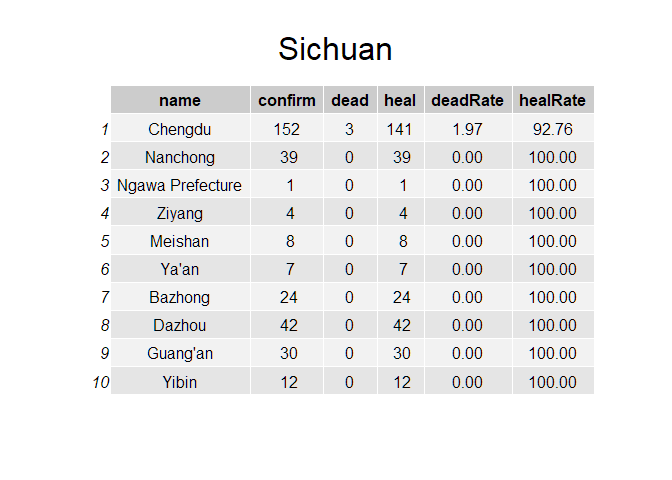 Sichuan
name confirm dead heal deadRate healRate
1 Chengdu 152 3 141 1.97 92.76
2 Nanchong 39 0 39 0.00 100.00
3 Ngawa Prefecture 1 0 1 0.00 100.00
4 Ziyang 4 0 4 0.00 100.00
5 Meishan 8 0 8 0.00 100.00
6 Ya'an 7 0 7 0.00 100.00
7 Bazhong 24 0 24 0.00 100.00
8 Dazhou 42 0 42 0.00 100.00
9 Guang'an 30 0 30 0.00 100.00
10 Yibin 12 0 12 0.00 100.00